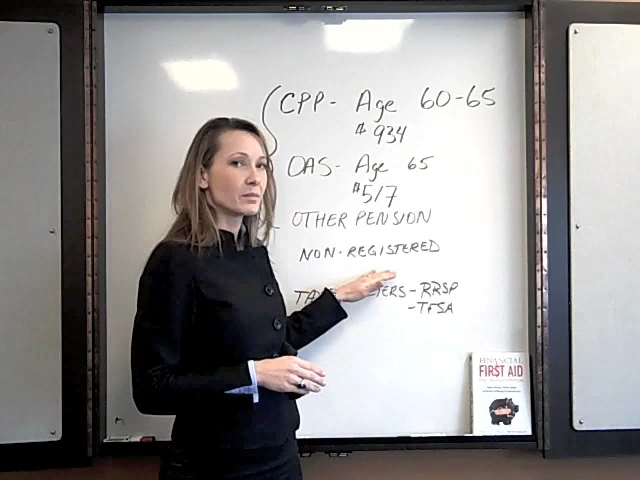 CPP - Age 60-65
$934
OAS - Age 65
$517
OTHER PENSION
NON-REGISTERED
RRSP
-TFSA
FINANCIAL
FIRST AID